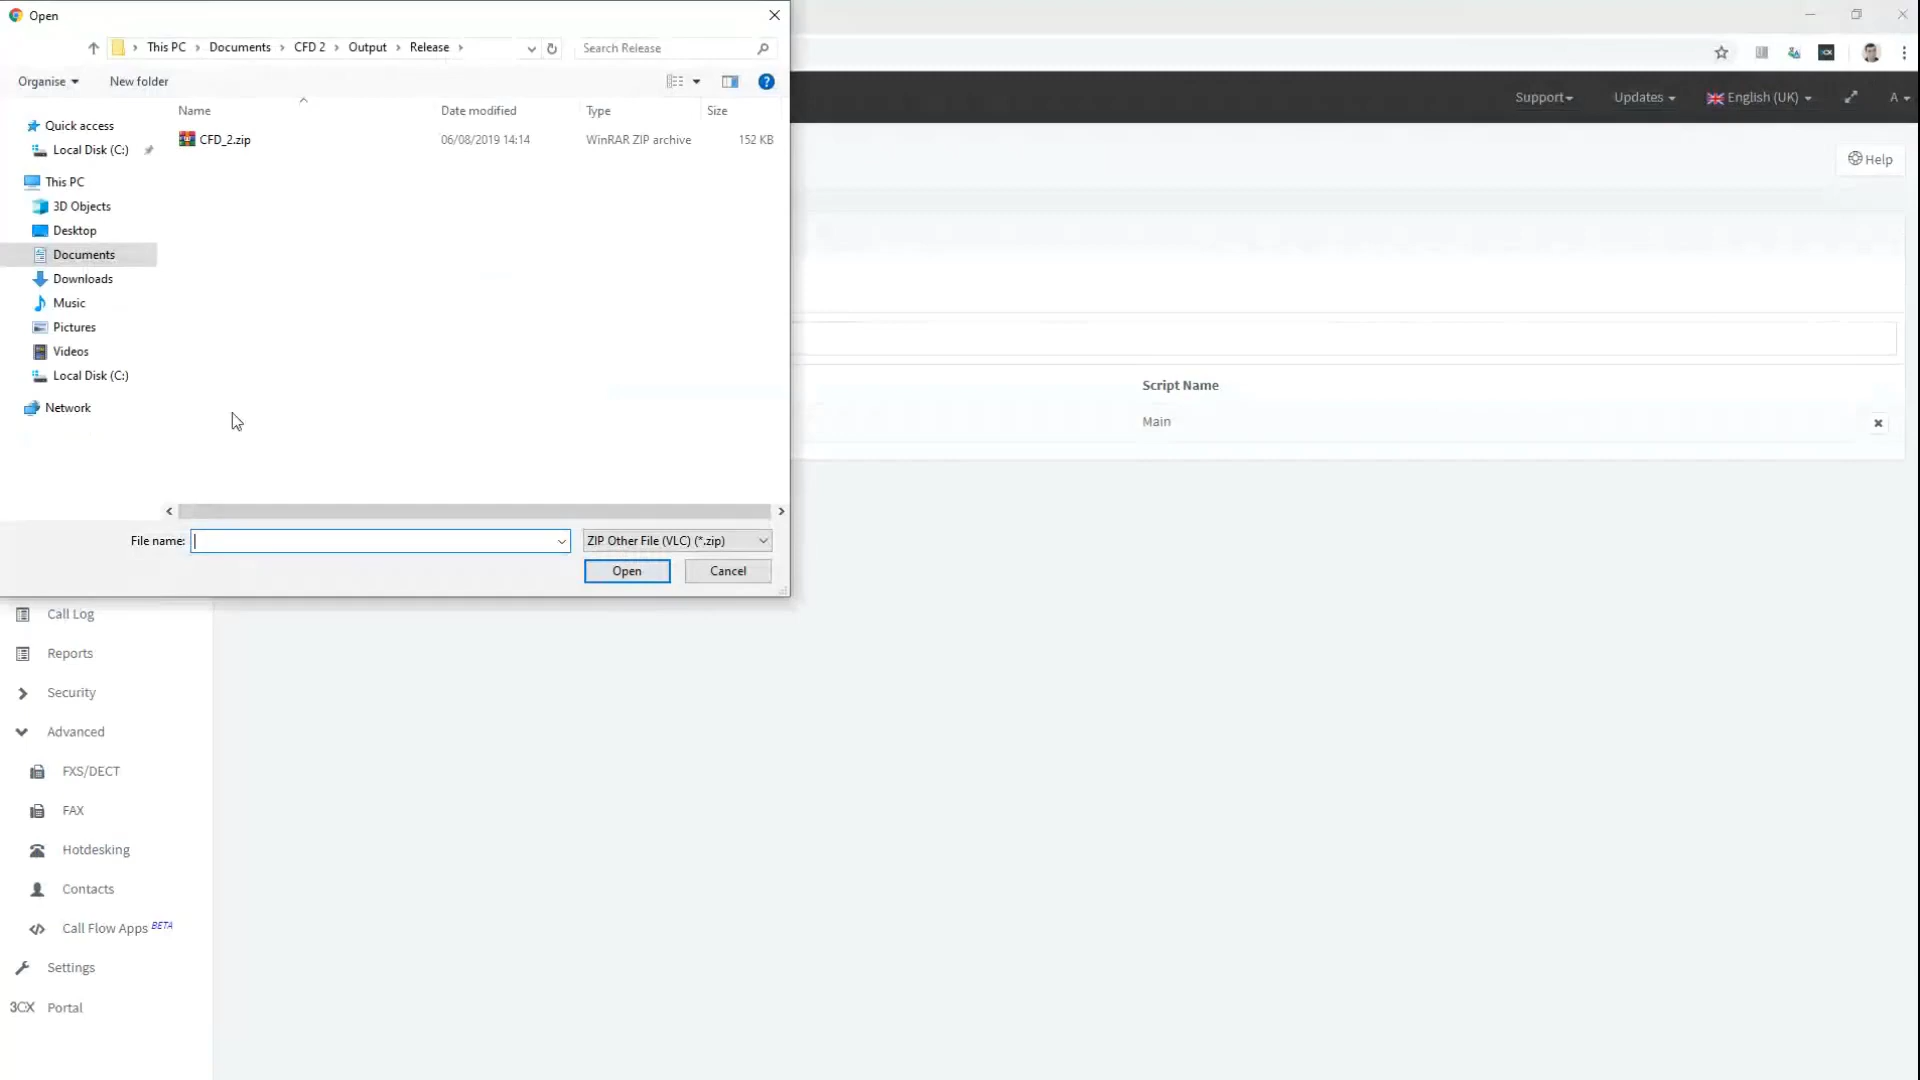 Open
This PC > Documents > CFD 2 > Output > Release >
Search Release
Organise
New folder
Name
Date modified
Type
Size
Quick access
Local Disk (C:)
This PC
3D Objects
Desktop
Documents
Downloads
Music
Pictures
Videos
Local Disk (C:)
Network
CFD_2.zip 06/08/2019 14:14 WinRAR ZIP archive 152 KB
File name:
ZIP Other File (VLC) (*.zip)
Open
Cancel
Support
Updates
English (UK)
A
Help
Script Name
Main
Call Log
Reports
Security
Advanced
FXS/DECT
FAX
Hotdesking
Contacts
Call Flow Apps BETA
Settings
3CX Portal